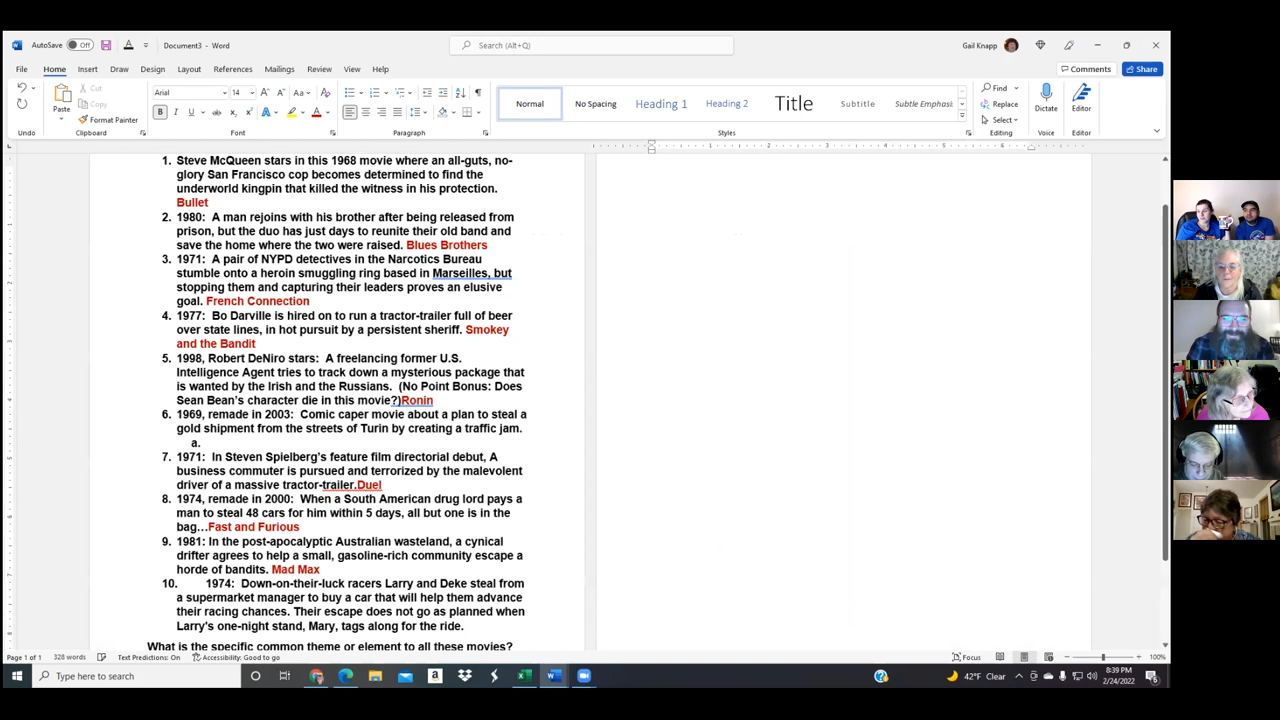 AutoSave Off Document3 - Word Search (Alt+Q) Gail Knapp
File Home Insert Draw Design Layout References Mailings Review View Help Comments Share
Paste Cut Copy Format Painter Arial 14 Normal No Spacing Heading 1 Heading 2 Title Subtitle Subtle Emphasi... Find Replace Select Dictate Editor
Undo Clipboard Font Paragraph Styles Editing Voice Editor
1. Steve McQueen stars in this 1968 movie where an all-guts, no-
glory San Francisco cop becomes determined to find the
underworld kingpin that killed the witness in his protection.
Bullet
2. 1980: A man rejoins with his brother after being released from
prison, but the duo has just days to reunite their old band and
save the home where the two were raised. Blues Brothers
3. 1971: A pair of NYPD detectives in the Narcotics Bureau
stumble onto a heroin smuggling ring based in Marseilles, but
stopping them and capturing their leaders proves an elusive
goal. French Connection
4. 1977: Bo Darville is hired on to run a tractor-trailer full of beer
over state lines, in hot pursuit by a persistent sheriff. Smokey
and the Bandit
5. 1998, Robert DeNiro stars: A freelancing former U.S.
Intelligence Agent tries to track down a mysterious package that
is wanted by the Irish and the Russians. (No Point Bonus: Does
Sean Bean's character die in this movie?)Ronin
6. 1969, remade in 2003: Comic caper movie about a plan to steal a
gold shipment from the streets of Turin by creating a traffic jam.
a.
7. 1971: In Steven Spielberg's feature film directorial debut, A
business commuter is pursued and terrorized by the malevolent
driver of a massive tractor-trailer.Duel
8. 1974, remade in 2000: When a South American drug lord pays a
man to steal 48 cars for him within 5 days, all but one is in the
bag...Fast and Furious
9. 1981: In the post-apocalyptic Australian wasteland, a cynical
drifter agrees to help a small, gasoline-rich community escape a
horde of bandits. Mad Max
10. 1974: Down-on-their-luck racers Larry and Deke steal from
a supermarket manager to buy a car that will help them advance
their racing chances. Their escape does not go as planned when
Larry's one-night stand, Mary, tags along for the ride.
What is the specific common theme or element to all these movies?
Page 1 of 1 328 words Text Predictions: On Accessibility: Good to go Focus 100%
Type here to search 42°F Clear 8:39 PM
2/24/2022